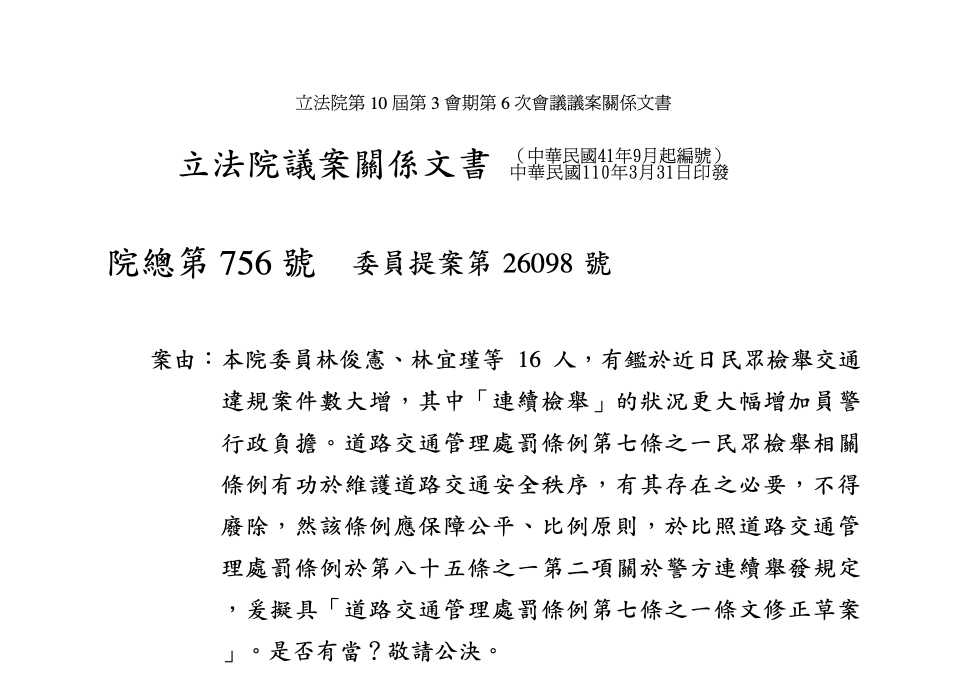 立法院第 10 屆第 3 會期第 6 次會議議案關係文書
立法院議案關係文書
（中華民國41年9月起編號）
中華民國110年3月31日印發
院總第 756 號 委員提案第 26098 號
案由：本院委員林俊憲、林宜瑾等 16 人，有鑑於近日民眾檢舉交通
違規案件數大增，其中「連續檢舉」的狀況更大幅增加員警
行政負擔。道路交通管理處罰條例第七條之一民眾檢舉相關
條例有功於維護道路交通安全秩序，有其存在之必要，不得
廢除，然該條例應保障公平、比例原則，於比照道路交通管
理處罰條例於第八十五條之一第二項關於警方連續舉發規定
，爰擬具「道路交通管理處罰條例第七條之一條文修正草案
」。是否有當？敬請公決。